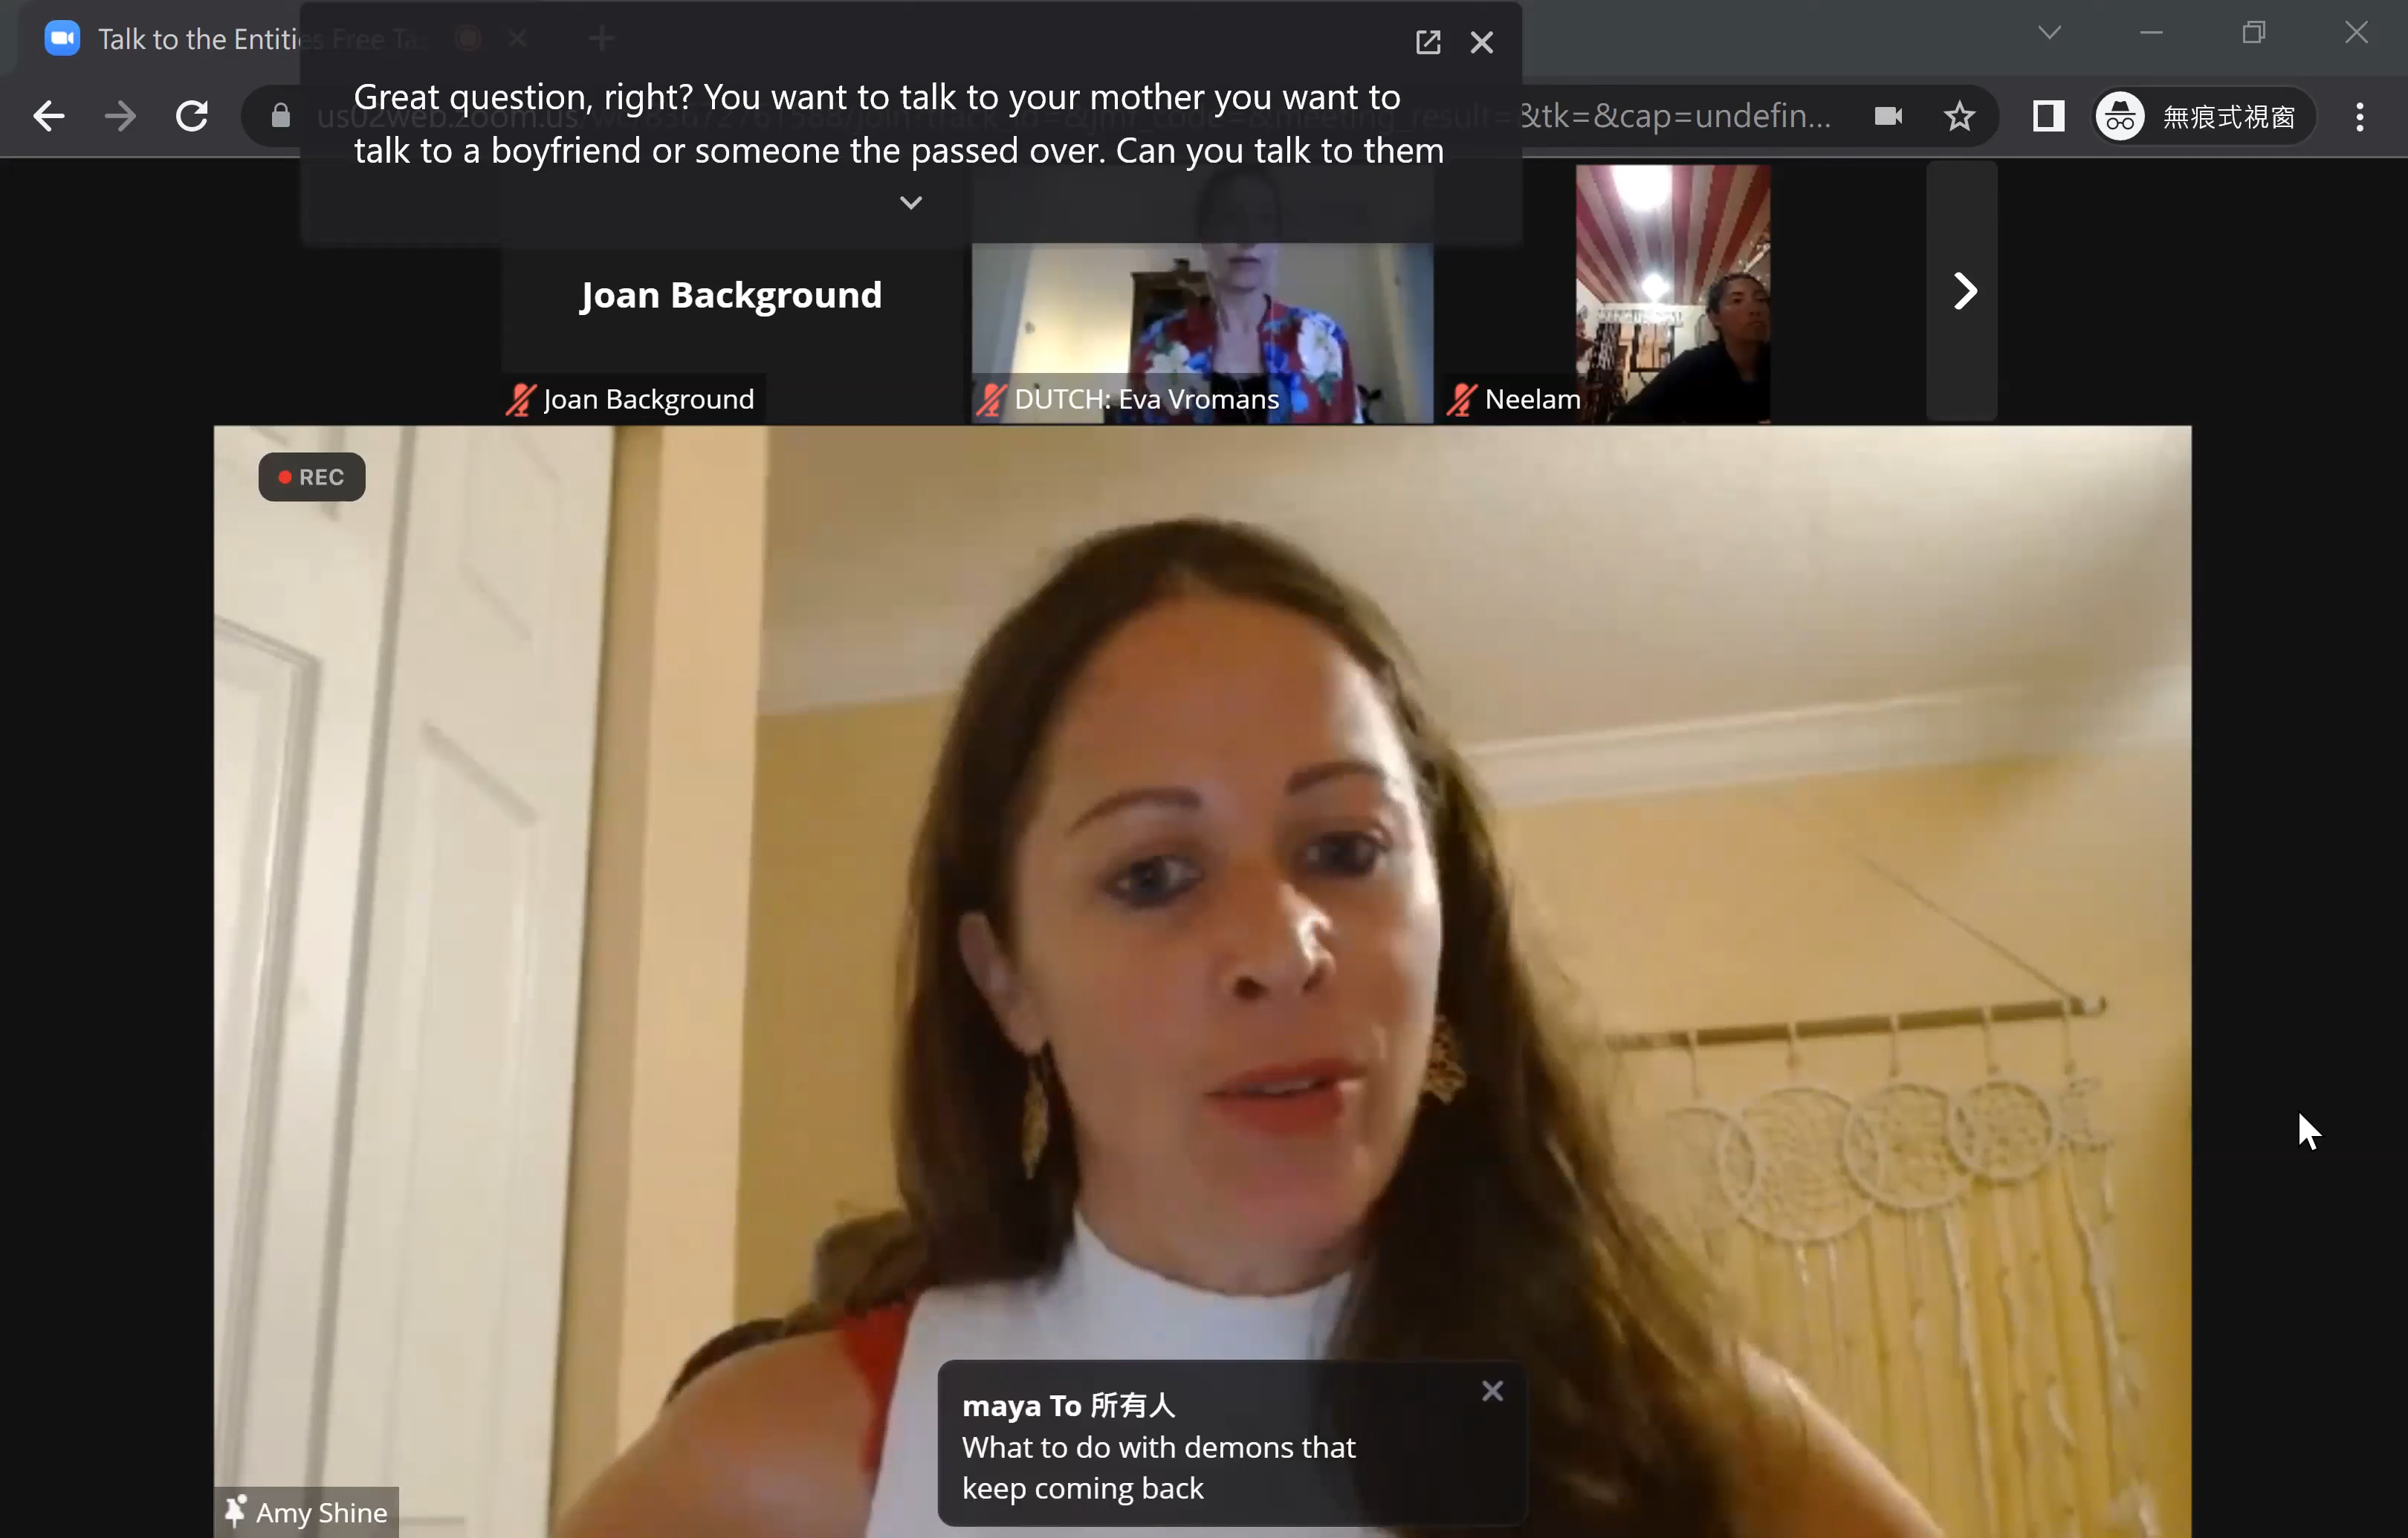 Talk to the Entities Free Ta
Great question, right? You want to talk to your mother you want to
talk to a boyfriend or someone the passed over. Can you talk to them
&tk=&cap=undefin...
無痕式視窗
Joan Background
Joan Background
DUTCH: Eva Vromans
Neelam
REC
maya To 所有人
What to do with demons that
keep coming back
Amy Shine